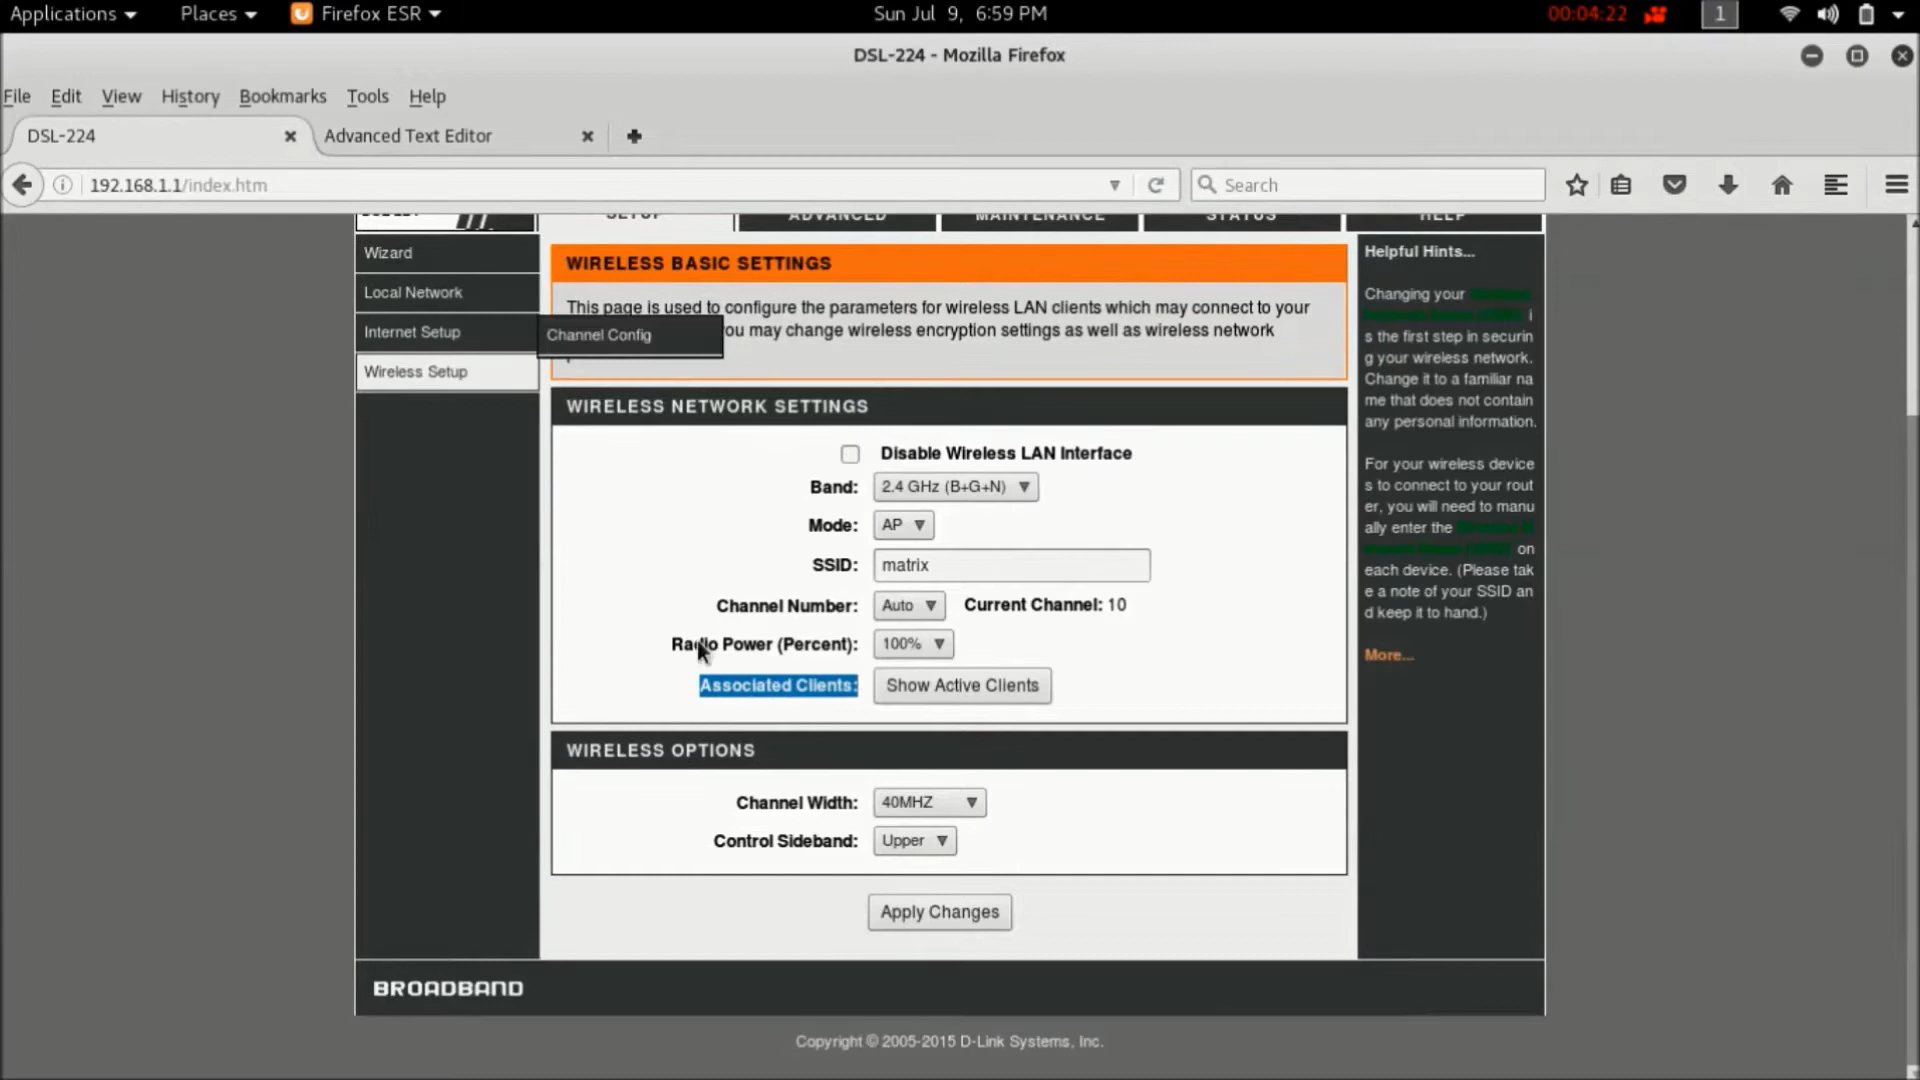 Applications Places Firefox ESR Sun Jul 9, 6:59 PM 00:04:22 1
DSL-224 - Mozilla Firefox
File Edit View History Bookmarks Tools Help
DSL-224 Advanced Text Editor
192.168.1.1/index.htm Search
SETUP ADVANCED MAINTENANCE STATUS HELP
Wizard
Local Network
Internet Setup
Wireless Setup
Channel Config
WIRELESS BASIC SETTINGS
This page is used to configure the parameters for wireless LAN clients which may connect to your
ou may change wireless encryption settings as well as wireless network
WIRELESS NETWORK SETTINGS
Disable Wireless LAN Interface
Band: 2.4 GHz (B+G+N)
Mode: AP
SSID: matrix
Channel Number: Auto Current Channel: 10
Radio Power (Percent): 100%
Associated Clients: Show Active Clients
WIRELESS OPTIONS
Channel Width: 40MHZ
Control Sideband: Upper
Apply Changes
Helpful Hints...
Changing your
i
s the first step in securin
g your wireless network.
Change it to a familiar na
me that does not contain
any personal information.
For your wireless device
s to connect to your rout
er, you will need to manu
ally enter the
on
each device. (Please tak
e a note of your SSID an
d keep it to hand.)
More...
BROADBAND
Copyright © 2005-2015 D-Link Systems, Inc.